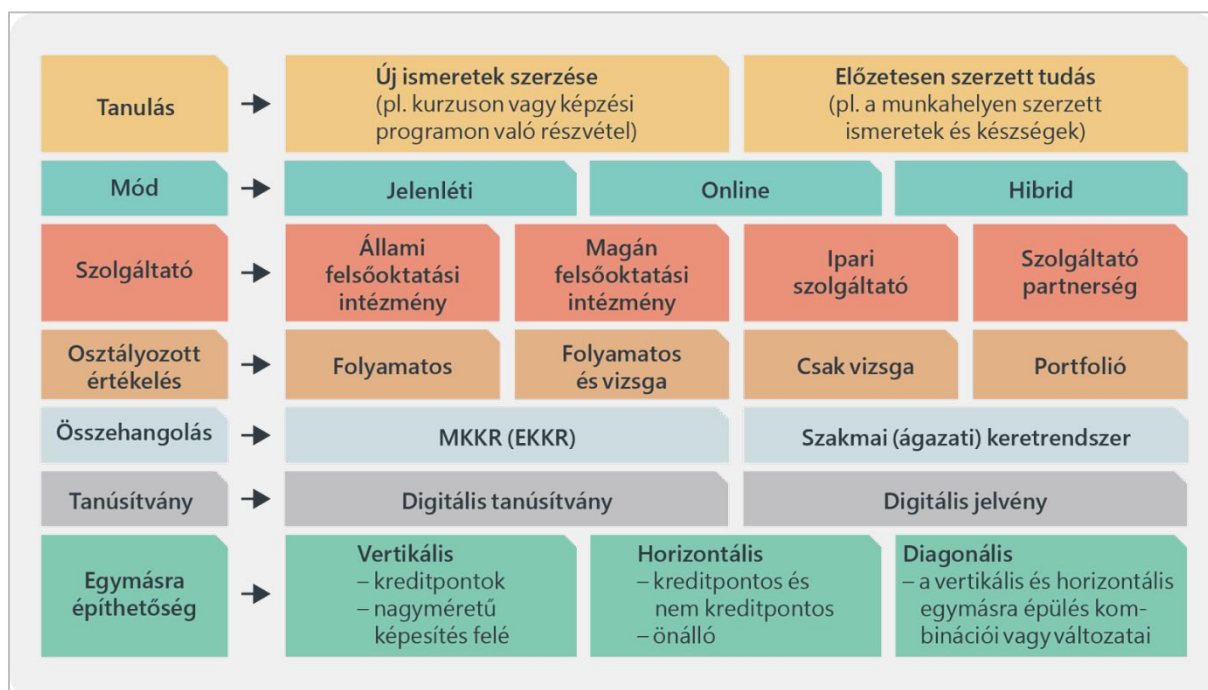 Tanulás
Új ismeretek szerzése
(pl. kurzuson vagy képzési
programon való részvétel)
Előzetesen szerzett tudás
(pl. a munkahelyen szerzett
ismeretek és készségek)
Mód
Jelenléti
Online
Hibrid
Szolgáltató
Állami
felsőoktatási
intézmény
Magán
felsőoktatási
intézmény
Ipari
szolgáltató
Szolgáltató
partnerség
Osztályozott
értékelés
Folyamatos
Folyamatos
és vizsga
Csak vizsga
Portfolió
Összehangolás
MKKR (EKKR)
Szakmai (ágazati) keretrendszer
Tanúsítvány
Digitális tanúsítvány
Digitális jelvény
Egymásra
építhetőség
Vertikális
– kreditpontok
– nagyméretű
képesítés felé
Horizontális
– kreditpontos és
nem kreditpontos
– önálló
Diagonális
– a vertikális és horizontális
egymásra épülés kom-
binációi vagy változatai